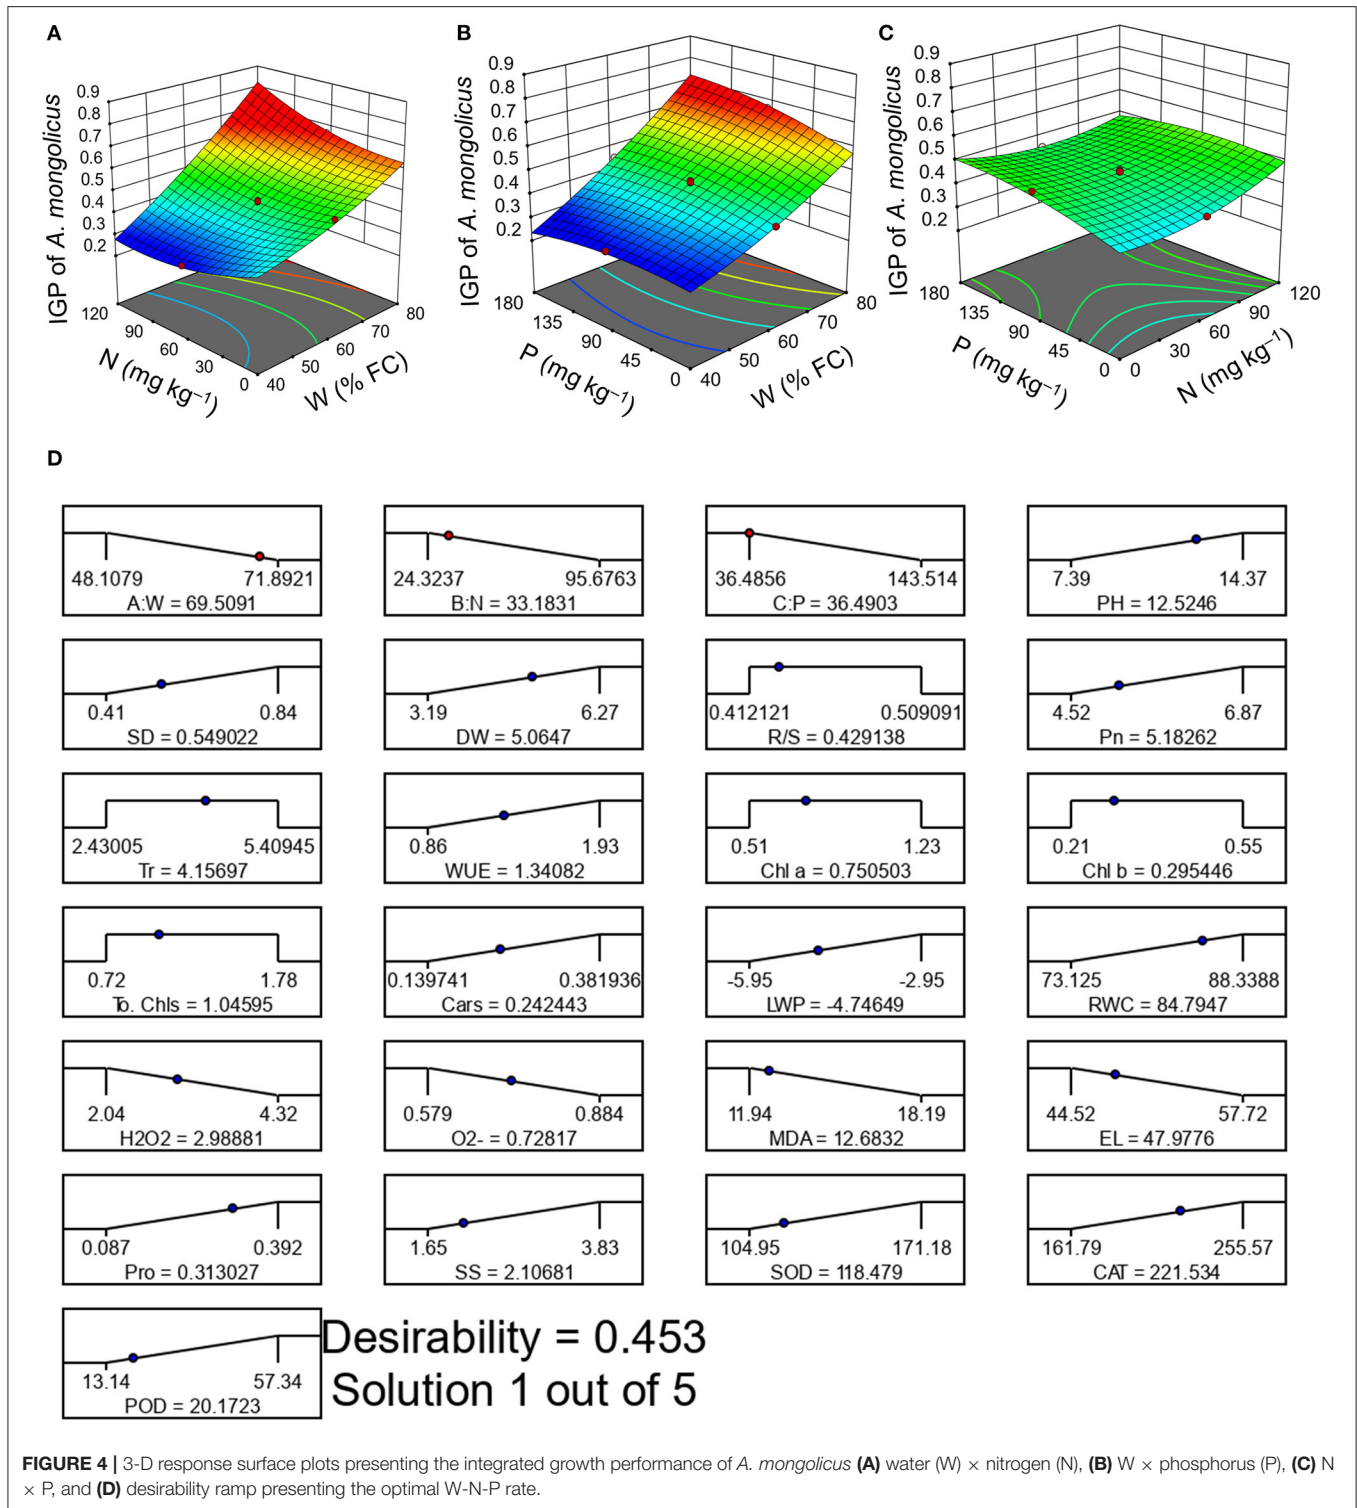 A
B
C
IGP of A. mongolicus
0.9
0.8
0.7
0.6
0.5
0.4
0.3
0.2
120
90
60
30
0
N (mg kg⁻¹)
40
50
60
70
80
W (% FC)
IGP of A. mongolicus
0.9
0.8
0.7
0.6
0.5
0.4
0.3
0.2
180
135
90
45
0
P (mg kg⁻¹)
40
50
60
70
80
W (% FC)
IGP of A. mongolicus
0.9
0.8
0.7
0.6
0.5
0.4
0.3
0.2
180
135
90
45
0
P (mg kg⁻¹)
0
30
60
90
120
N (mg kg⁻¹)
D
48.1079 71.8921
A:W = 69.5091
24.3237 95.6763
B:N = 33.1831
36.4856 143.514
C:P = 36.4903
7.39 14.37
PH = 12.5246
0.41 0.84
SD = 0.549022
3.19 6.27
DW = 5.0647
0.412121 0.509091
R/S = 0.429138
4.52 6.87
Pn = 5.18262
2.43005 5.40945
Tr = 4.15697
0.86 1.93
WUE = 1.34082
0.51 1.23
Chl a = 0.750503
0.21 0.55
Chl b = 0.295446
0.72 1.78
To. Chls = 1.04595
0.139741 0.381936
Cars = 0.242443
-5.95 -2.95
LWP = -4.74649
73.125 88.3388
RWC = 84.7947
2.04 4.32
H2O2 = 2.98881
0.579 0.884
O2- = 0.72817
11.94 18.19
MDA = 12.6832
44.52 57.72
EL = 47.9776
0.087 0.392
Pro = 0.313027
1.65 3.83
SS = 2.10681
104.95 171.18
SOD = 118.479
161.79 255.57
CAT = 221.534
13.14 57.34
POD = 20.1723
Desirability = 0.453
Solution 1 out of 5
FIGURE 4 | 3-D response surface plots presenting the integrated growth performance of A. mongolicus (A) water (W) × nitrogen (N), (B) W × phosphorus (P), (C) N
× P, and (D) desirability ramp presenting the optimal W-N-P rate.